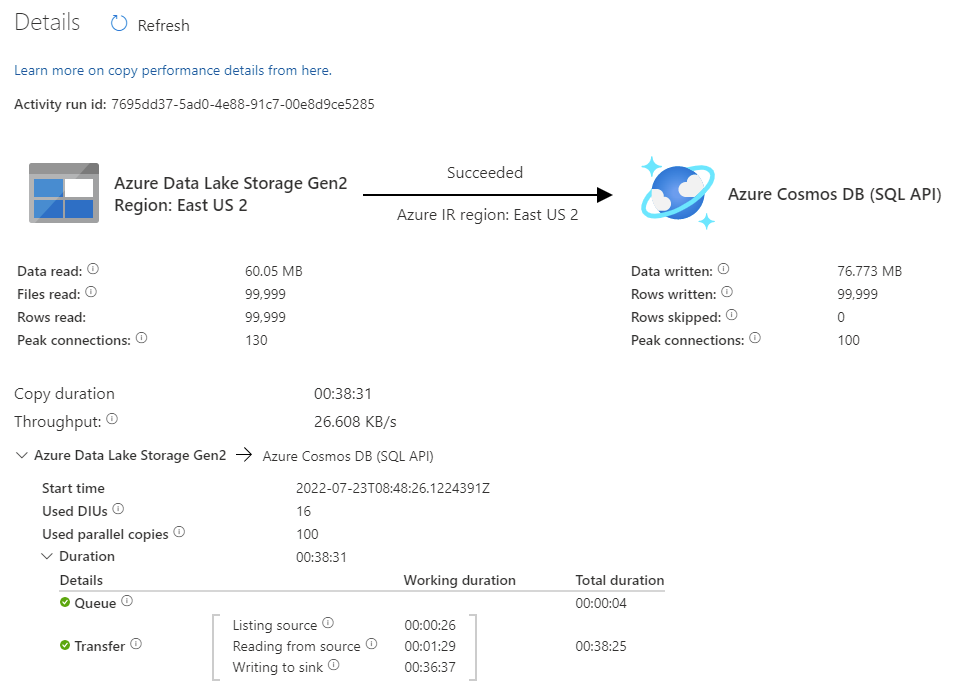 Details Refresh
Learn more on copy performance details from here.
Activity run id: 7695dd37-5ad0-4e88-91c7-00e8d9ce5285
Azure Data Lake Storage Gen2
Region: East US 2
Succeeded
Azure IR region: East US 2
Azure Cosmos DB (SQL API)
Data read: 60.05 MB
Files read: 99,999
Rows read: 99,999
Peak connections: 130
Data written: 76.773 MB
Rows written: 99,999
Rows skipped: 0
Peak connections: 100
Copy duration 00:38:31
Throughput: 26.608 KB/s
Azure Data Lake Storage Gen2 Azure Cosmos DB (SQL API)
Start time 2022-07-23T08:48:26.1224391Z
Used DIUs 16
Used parallel copies 100
Duration 00:38:31
Details Working duration Total duration
Queue 00:00:04
Listing source 00:00:26
Transfer Reading from source 00:01:29 00:38:25
Writing to sink 00:36:37